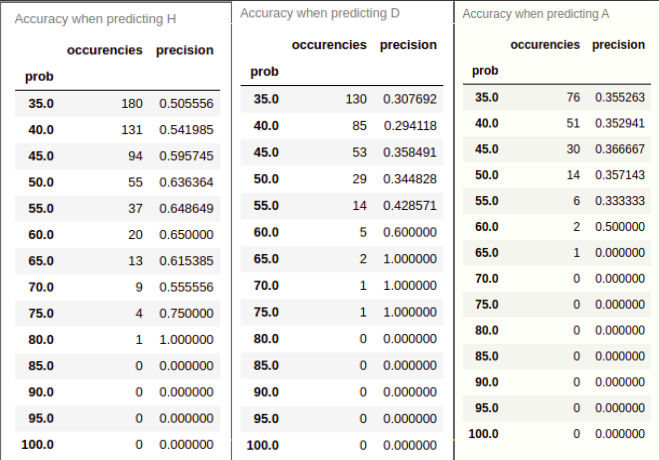 Accuracy when predicting H
occurencies precision
prob
35.0 180 0.505556
40.0 131 0.541985
45.0 94 0.595745
50.0 55 0.636364
55.0 37 0.648649
60.0 20 0.650000
65.0 13 0.615385
70.0 9 0.555556
75.0 4 0.750000
80.0 1 1.000000
85.0 0 0.000000
90.0 0 0.000000
95.0 0 0.000000
100.0 0 0.000000
Accuracy when predicting D
occurencies precision
prob
35.0 130 0.307692
40.0 85 0.294118
45.0 53 0.358491
50.0 29 0.344828
55.0 14 0.428571
60.0 5 0.600000
65.0 2 1.000000
70.0 1 1.000000
75.0 1 1.000000
80.0 0 0.000000
85.0 0 0.000000
90.0 0 0.000000
95.0 0 0.000000
100.0 0 0.000000
Accuracy when predicting A
occurencies precision
prob
35.0 76 0.355263
40.0 51 0.352941
45.0 30 0.366667
50.0 14 0.357143
55.0 6 0.333333
60.0 2 0.500000
65.0 1 0.000000
70.0 0 0.000000
75.0 0 0.000000
80.0 0 0.000000
85.0 0 0.000000
90.0 0 0.000000
95.0 0 0.000000
100.0 0 0.000000